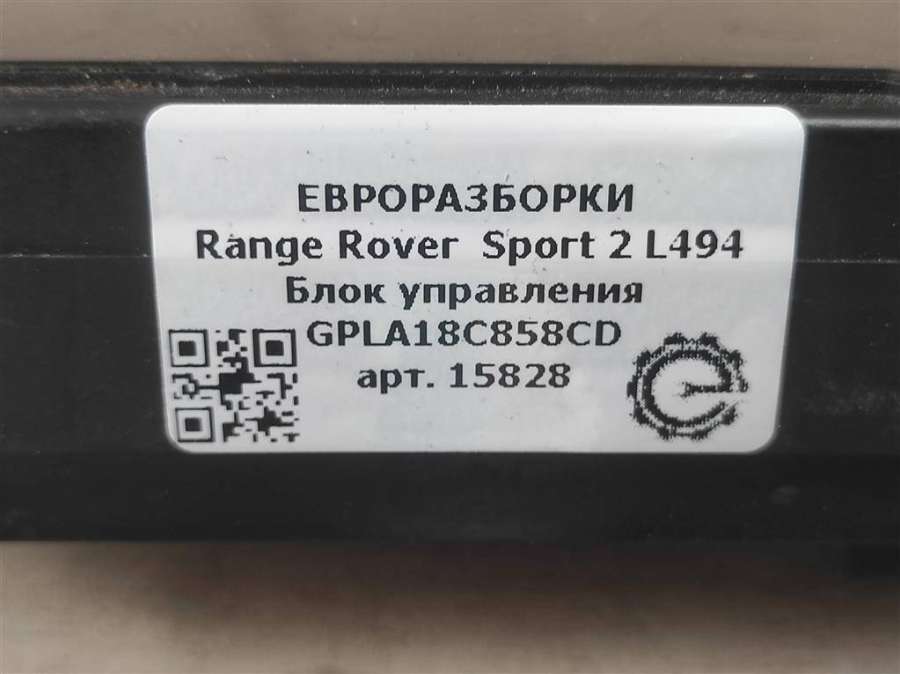 ЕВРОРАЗБОРКИ
Range Rover Sport 2 L494
Блок управления
GPLA18C858CD
арт. 15828